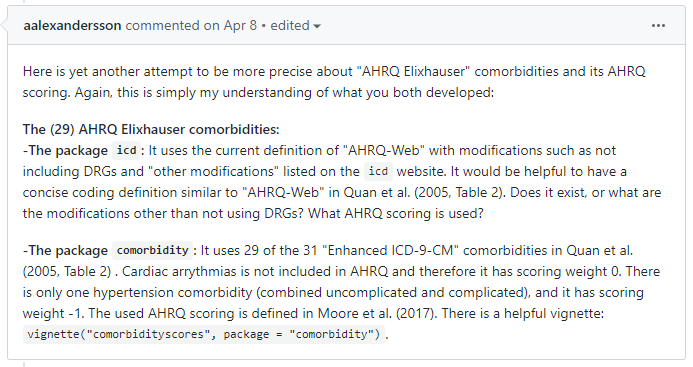 aalexandersson commented on Apr 8 • edited
Here is yet another attempt to be more precise about "AHRQ Elixhauser" comorbidities and its AHRQ
scoring. Again, this is simply my understanding of what you both developed:
The (29) AHRQ Elixhauser comorbidities:
-The package icd : It uses the current definition of "AHRQ-Web" with modifications such as not
including DRGs and "other modifications" listed on the icd website. It would be helpful to have a
concise coding definition similar to "AHRQ-Web" in Quan et al. (2005, Table 2). Does it exist, or what are
the modifications other than not using DRGs? What AHRQ scoring is used?
-The package comorbidity : It uses 29 of the 31 "Enhanced ICD-9-CM" comorbidities in Quan et al.
(2005, Table 2) . Cardiac arrythmias is not included in AHRQ and therefore it has scoring weight 0. There
is only one hypertension comorbidity (combined uncomplicated and complicated), and it has scoring
weight -1. The used AHRQ scoring is defined in Moore et al. (2017). There is a helpful vignette:
vignette("comorbidityscores", package = "comorbidity") .